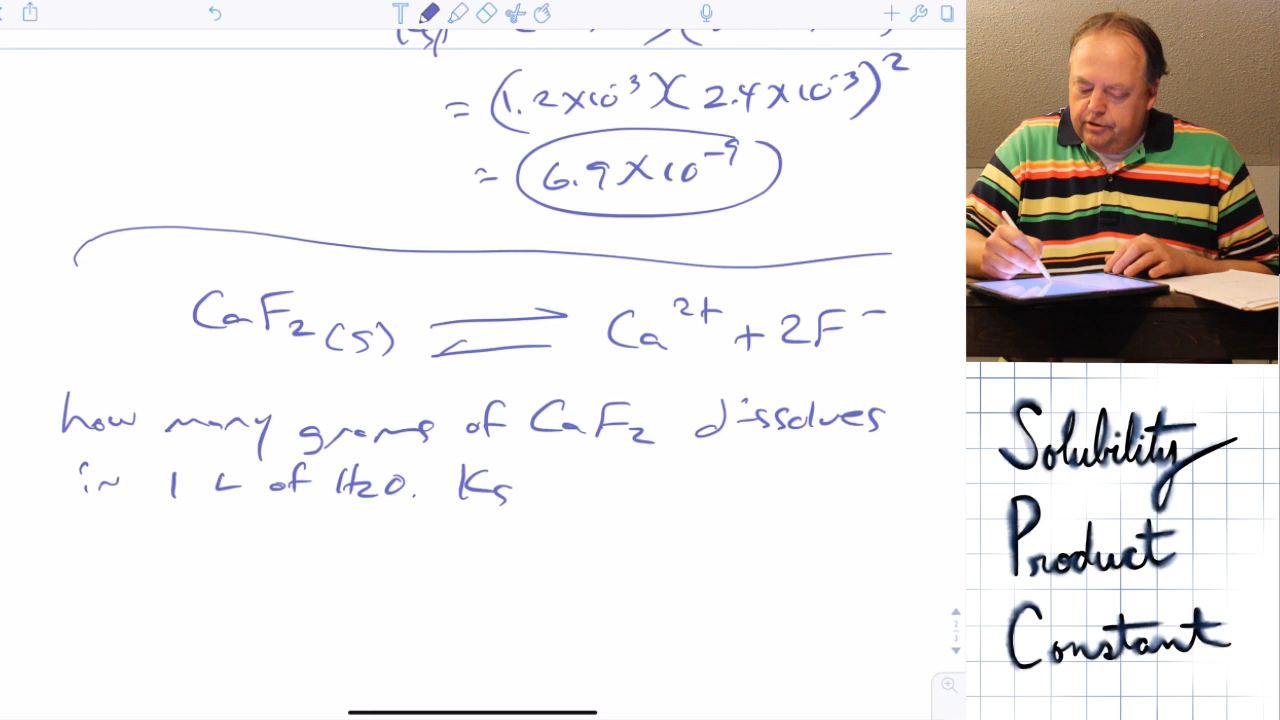 = (1.2×10⁻³)(2.4×10⁻³)²
= 6.9×10⁻⁹
CaF₂(s) ⇌ Ca²⁺ + 2F⁻
how many grams of CaF₂ dissolves
in 1 L of H₂O. Ks
Solubility
Product
Constant